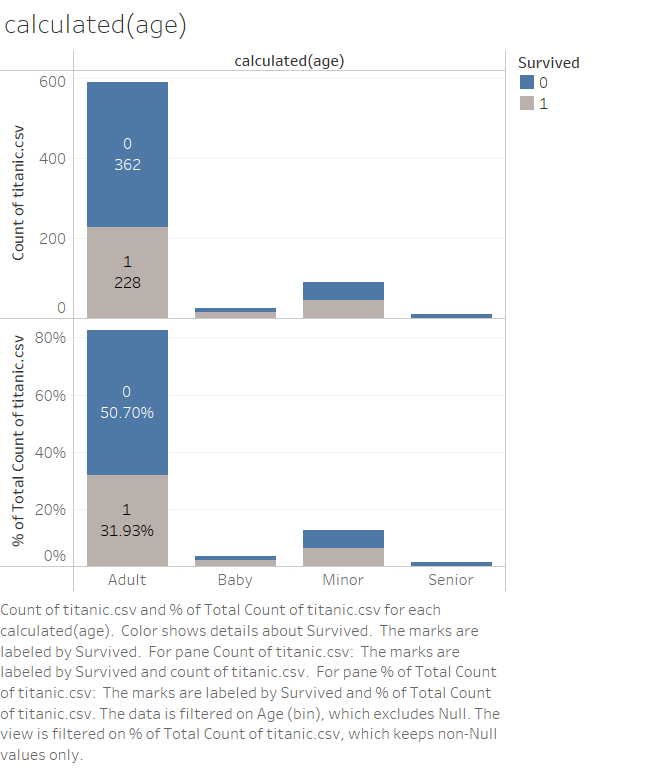 calculated(age)
calculated(age)
Survived
0
1
Count of titanic.csv
600
400
200
0
0
362
1
228
% of Total Count of titanic.csv
80%
60%
40%
20%
0%
0
50.70%
1
31.93%
Adult Baby Minor Senior
Count of titanic.csv and % of Total Count of titanic.csv for each
calculated(age). Color shows details about Survived. The marks are
labeled by Survived. For pane Count of titanic.csv: The marks are
labeled by Survived and count of titanic.csv. For pane % of Total Count
of titanic.csv: The marks are labeled by Survived and % of Total Count
of titanic.csv. The data is filtered on Age (bin), which excludes Null. The
view is filtered on % of Total Count of titanic.csv, which keeps non-Null
values only.